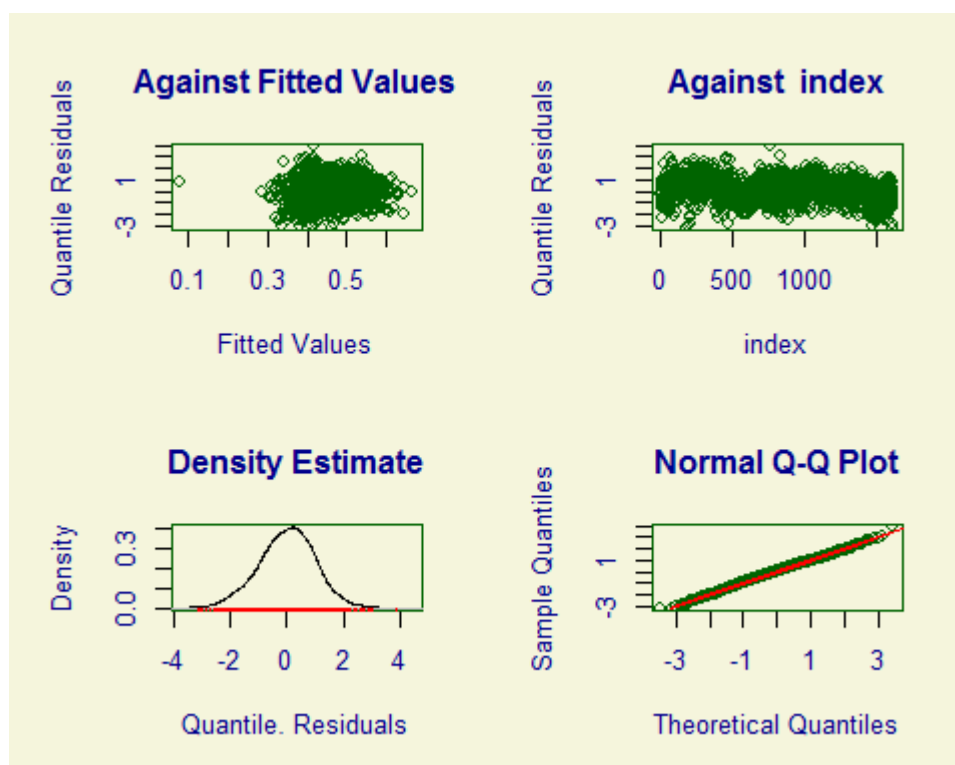 Against Fitted Values
Quantile Residuals
1
-3
0.1 0.3 0.5
Fitted Values
Against index
Quantile Residuals
1
-3
0 500 1000
index
Density Estimate
Density
0.3
0.0
-4 -2 0 2 4
Quantile. Residuals
Normal Q-Q Plot
Sample Quantiles
1
-3
-3 -1 1 3
Theoretical Quantiles